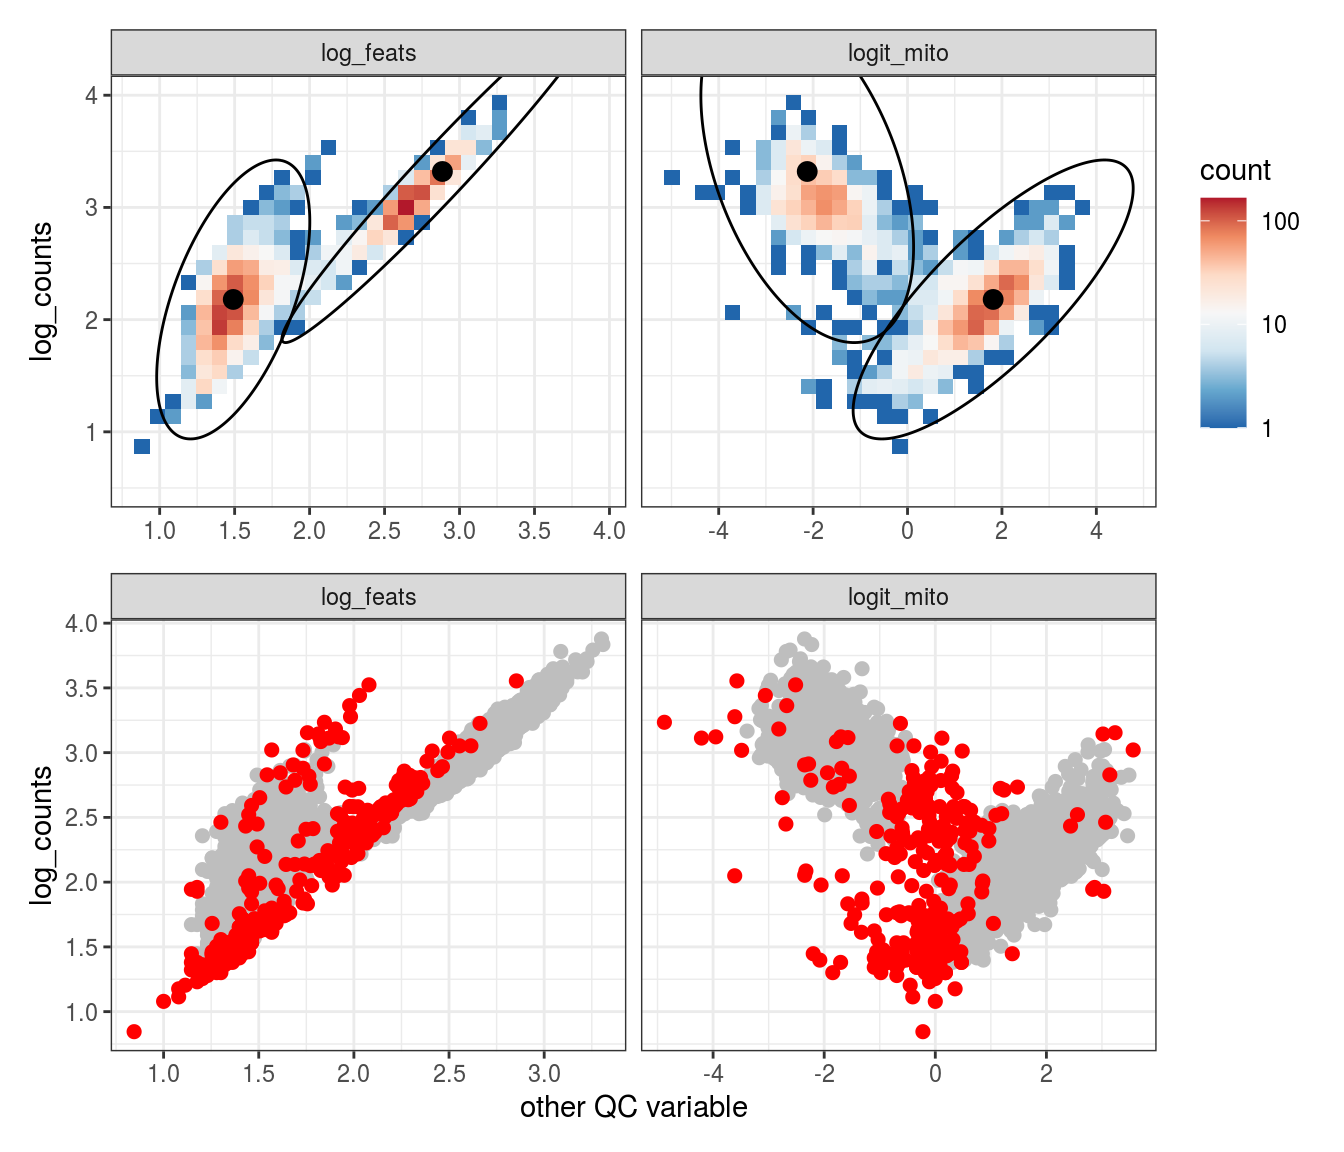 log_feats
logit_mito
4
3
2
1
log_counts
1.0 1.5 2.0 2.5 3.0 3.5 4.0
-4 -2 0 2 4
count
100
10
1
log_feats
logit_mito
4.0
3.5
3.0
2.5
2.0
1.5
1.0
log_counts
1.0 1.5 2.0 2.5 3.0
-4 -2 0 2
other QC variable